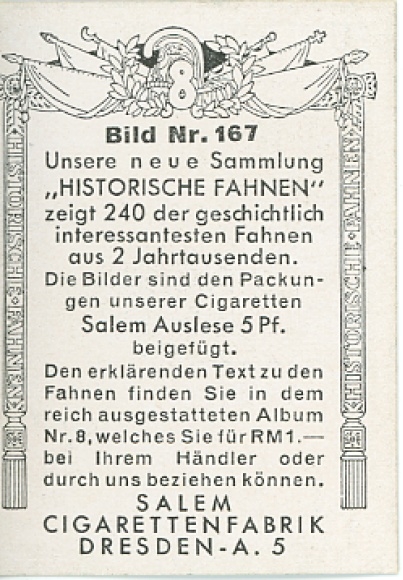 8
Bild Nr. 167
Unsere neue Sammlung
„HISTORISCHE FAHNEN"
zeigt 240 der geschichtlich
interessantesten Fahnen
aus 2 Jahrtausenden.
Die Bilder sind den Packun-
gen unserer Cigaretten
Salem Auslese 5 Pf.
beigefügt.
Den erklärenden Text zu den
Fahnen finden Sie in dem
reich ausgestatteten Album
Nr. 8, welches Sie für RM 1.—
bei Ihrem Händler oder
durch uns beziehen können.
SALEM
CIGARETTENFABRIK
DRESDEN-A. 5
HISTORISCHE·FAHNEN
HISTORISCHE·FAHNEN